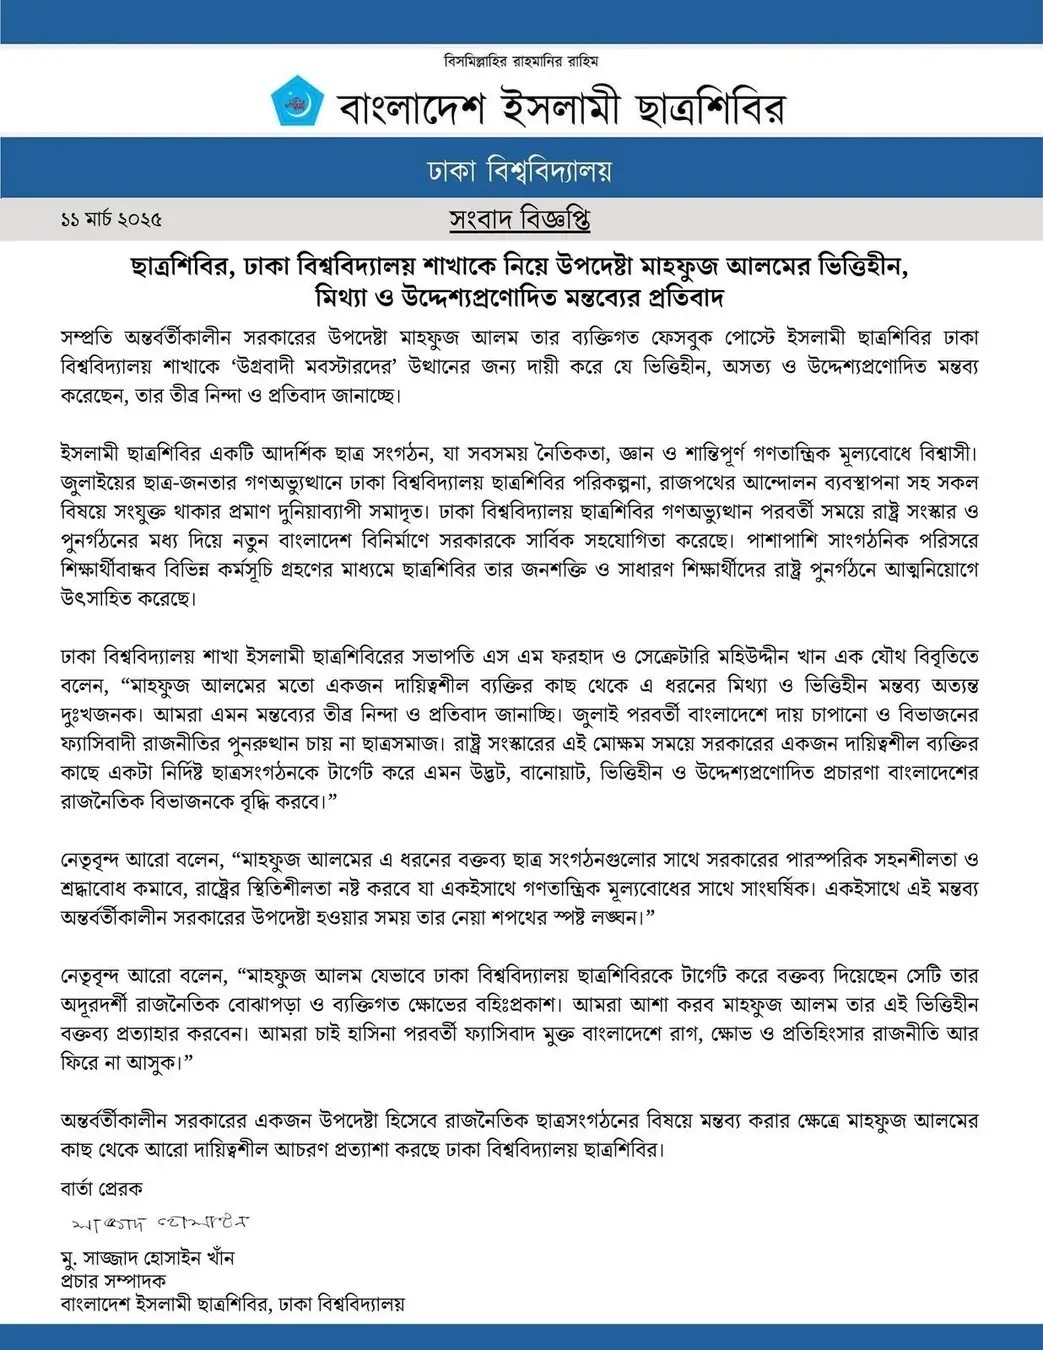 বিসমিল্লাহির রাহমানির রাহিম
বাংলাদেশ ইসলামী ছাত্রশিবির
ঢাকা বিশ্ববিদ্যালয়
১১ মার্চ ২০২৫
সংবাদ বিজ্ঞপ্তি
ছাত্রশিবির, ঢাকা বিশ্ববিদ্যালয় শাখাকে নিয়ে উপদেষ্টা মাহফুজ আলমের ভিত্তিহীন,
মিথ্যা ও উদ্দেশ্যপ্রণোদিত মন্তব্যের প্রতিবাদ
সম্প্রতি অন্তর্বর্তীকালীন সরকারের উপদেষ্টা মাহফুজ আলম তার ব্যক্তিগত ফেসবুক পোস্টে ইসলামী ছাত্রশিবির ঢাকা
বিশ্ববিদ্যালয় শাখাকে ‘উগ্রবাদী মবস্টারদের’ উত্থানের জন্য দায়ী করে যে ভিত্তিহীন, অসত্য ও উদ্দেশ্যপ্রণোদিত মন্তব্য
করেছেন, তার তীব্র নিন্দা ও প্রতিবাদ জানাচ্ছে।
ইসলামী ছাত্রশিবির একটি আদর্শিক ছাত্র সংগঠন, যা সবসময় নৈতিকতা, জ্ঞান ও শান্তিপূর্ণ গণতান্ত্রিক মূল্যবোধে বিশ্বাসী।
জুলাইয়ের ছাত্র-জনতার গণঅভ্যুত্থানে ঢাকা বিশ্ববিদ্যালয় ছাত্রশিবির পরিকল্পনা, রাজপথের আন্দোলন ব্যবস্থাপনা সহ সকল
বিষয়ে সংযুক্ত থাকার প্রমাণ দুনিয়াব্যাপী সমাদৃত। ঢাকা বিশ্ববিদ্যালয় ছাত্রশিবির গণঅভ্যুত্থান পরবর্তী সময়ে রাষ্ট্র সংস্কার ও
পুনর্গঠনের মধ্য দিয়ে নতুন বাংলাদেশ বিনির্মাণে সরকারকে সার্বিক সহযোগিতা করেছে। পাশাপাশি সাংগঠনিক পরিসরে
শিক্ষার্থীবান্ধব বিভিন্ন কর্মসূচি গ্রহণের মাধ্যমে ছাত্রশিবির তার জনশক্তি ও সাধারণ শিক্ষার্থীদের রাষ্ট্র পুনর্গঠনে আত্মনিয়োগে
উৎসাহিত করেছে।
ঢাকা বিশ্ববিদ্যালয় শাখা ইসলামী ছাত্রশিবিরের সভাপতি এস এম ফরহাদ ও সেক্রেটারি মহিউদ্দীন খান এক যৌথ বিবৃতিতে
বলেন, “মাহফুজ আলমের মতো একজন দায়িত্বশীল ব্যক্তির কাছ থেকে এ ধরনের মিথ্যা ও ভিত্তিহীন মন্তব্য অত্যন্ত
দুঃখজনক। আমরা এমন মন্তব্যের তীব্র নিন্দা ও প্রতিবাদ জানাচ্ছি। জুলাই পরবর্তী বাংলাদেশে দায় চাপানো ও বিভাজনের
ফ্যাসিবাদী রাজনীতির পুনরুত্থান চায় না ছাত্রসমাজ। রাষ্ট্র সংস্কারের এই মোক্ষম সময়ে সরকারের একজন দায়িত্বশীল ব্যক্তির
কাছে একটা নির্দিষ্ট ছাত্রসংগঠনকে টার্গেট করে এমন উদ্ভট, বানোয়াট, ভিত্তিহীন ও উদ্দেশ্যপ্রণোদিত প্রচারণা বাংলাদেশের
রাজনৈতিক বিভাজনকে বৃদ্ধি করবে।”
নেতৃবৃন্দ আরো বলেন, “মাহফুজ আলমের এ ধরনের বক্তব্য ছাত্র সংগঠনগুলোর সাথে সরকারের পারস্পরিক সহনশীলতা ও
শ্রদ্ধাবোধ কমাবে, রাষ্ট্রের স্থিতিশীলতা নষ্ট করবে যা একইসাথে গণতান্ত্রিক মূল্যবোধের সাথে সাংঘর্ষিক। একইসাথে এই মন্তব্য
অন্তর্বর্তীকালীন সরকারের উপদেষ্টা হওয়ার সময় তার নেয়া শপথের স্পষ্ট লঙ্ঘন।”
নেতৃবৃন্দ আরো বলেন, “মাহফুজ আলম যেভাবে ঢাকা বিশ্ববিদ্যালয় ছাত্রশিবিরকে টার্গেট করে বক্তব্য দিয়েছেন সেটি তার
অদূরদর্শী রাজনৈতিক বোঝাপড়া ও ব্যক্তিগত ক্ষোভের বহিঃপ্রকাশ। আমরা আশা করব মাহফুজ আলম তার এই ভিত্তিহীন
বক্তব্য প্রত্যাহার করবেন। আমরা চাই হাসিনা পরবর্তী ফ্যাসিবাদ মুক্ত বাংলাদেশে রাগ, ক্ষোভ ও প্রতিহিংসার রাজনীতি আর
ফিরে না আসুক।”
অন্তর্বর্তীকালীন সরকারের একজন উপদেষ্টা হিসেবে রাজনৈতিক ছাত্রসংগঠনের বিষয়ে মন্তব্য করার ক্ষেত্রে মাহফুজ আলমের
কাছ থেকে আরো দায়িত্বশীল আচরণ প্রত্যাশা করছে ঢাকা বিশ্ববিদ্যালয় ছাত্রশিবির।
বার্তা প্রেরক
মু. সাজ্জাদ হোসাইন খাঁন
প্রচার সম্পাদক
বাংলাদেশ ইসলামী ছাত্রশিবির, ঢাকা বিশ্ববিদ্যালয়